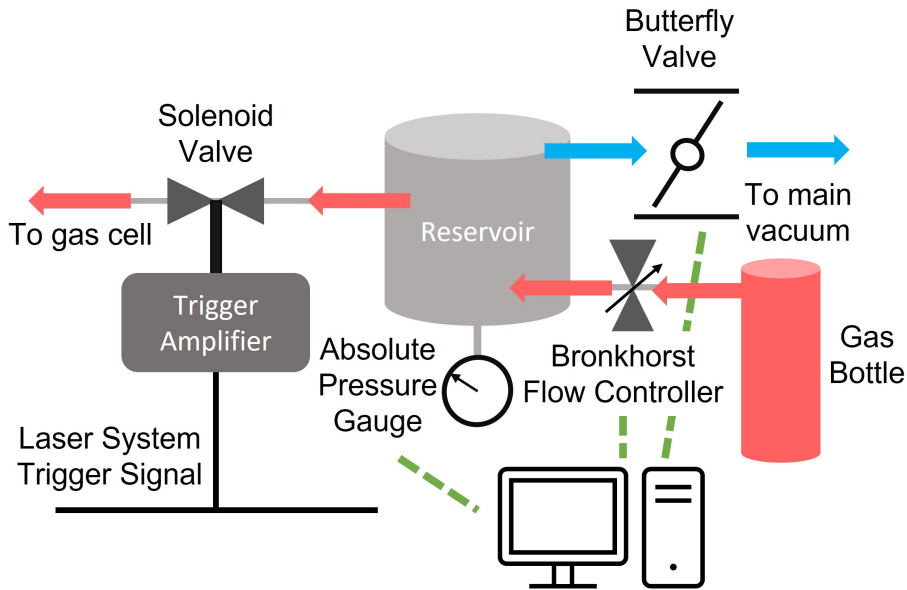 Butterfly
Valve
Solenoid
Valve
To gas cell
Reservoir
To main
vacuum
Trigger
Amplifier
Absolute
Pressure
Gauge
Bronkhorst
Flow Controller
Gas
Bottle
Laser System
Trigger Signal